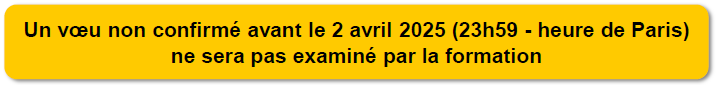 Un vœu non confirmé avant le 2 avril 2025 (23h59 - heure de Paris)
ne sera pas examiné par la formation